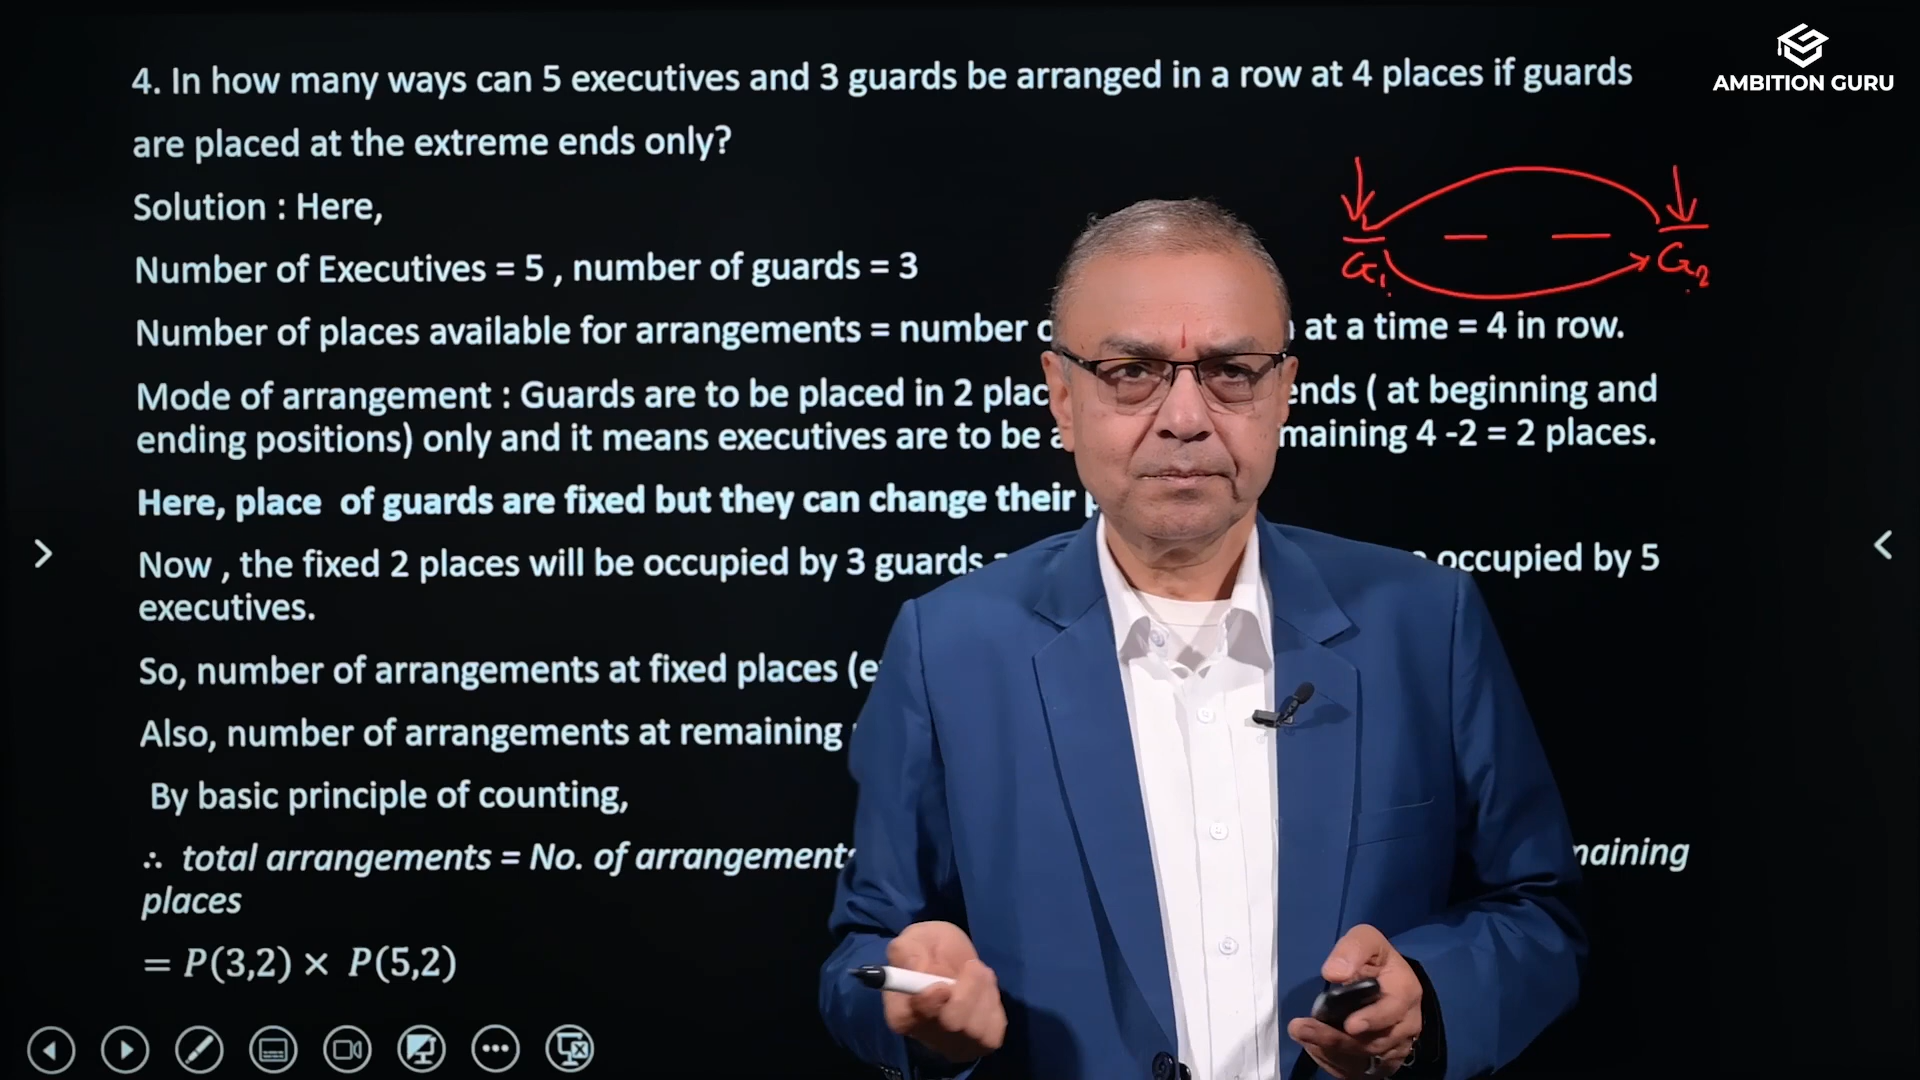 AMBITION GURU
4. In how many ways can 5 executives and 3 guards be arranged in a row at 4 places if guards
are placed at the extreme ends only?
Solution : Here,
G1 G2
Number of Executives = 5 , number of guards = 3
Number of places available for arrangements = number at a time = 4 in row.
Mode of arrangement : Guards are to be placed in 2 ends ( at beginning and
ending positions) only and it means executives are to be 4 -2 = 2 places.
Here, place of guards are fixed but they can change their
Now , the fixed 2 places will be occupied by 3 guards occupied by 5
executives.
So, number of arrangements at fixed places
Also, number of arrangements at remaining
By basic principle of counting,
∴ total arrangements = No. of
places
= P(3,2) × P(5,2)